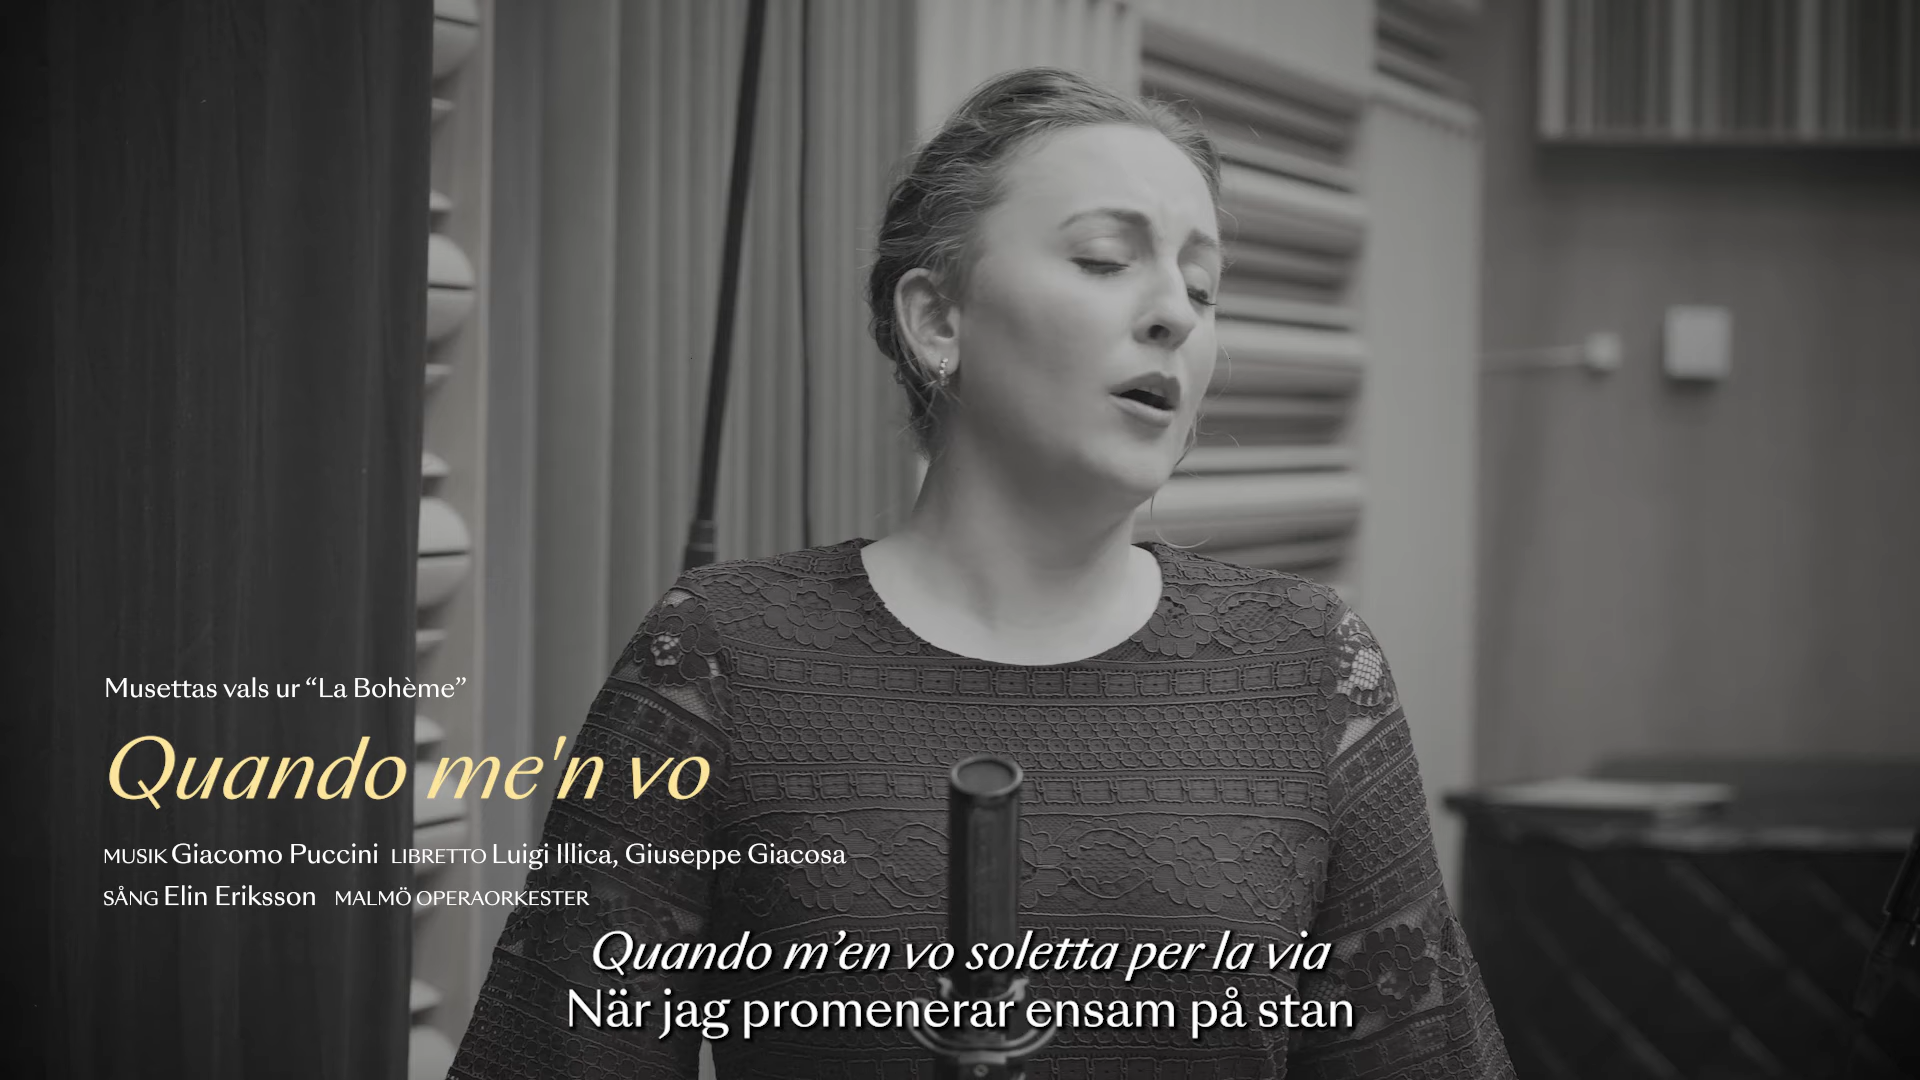 Musettas vals ur “La Bohème”
Quando me'n vo
MUSIK Giacomo Puccini LIBRETTO Luigi Illica, Giuseppe Giacosa
SÅNG Elin Eriksson MALMÖ OPERAORKESTER
Quando m’en vo soletta per la via
När jag promenerar ensam på stan